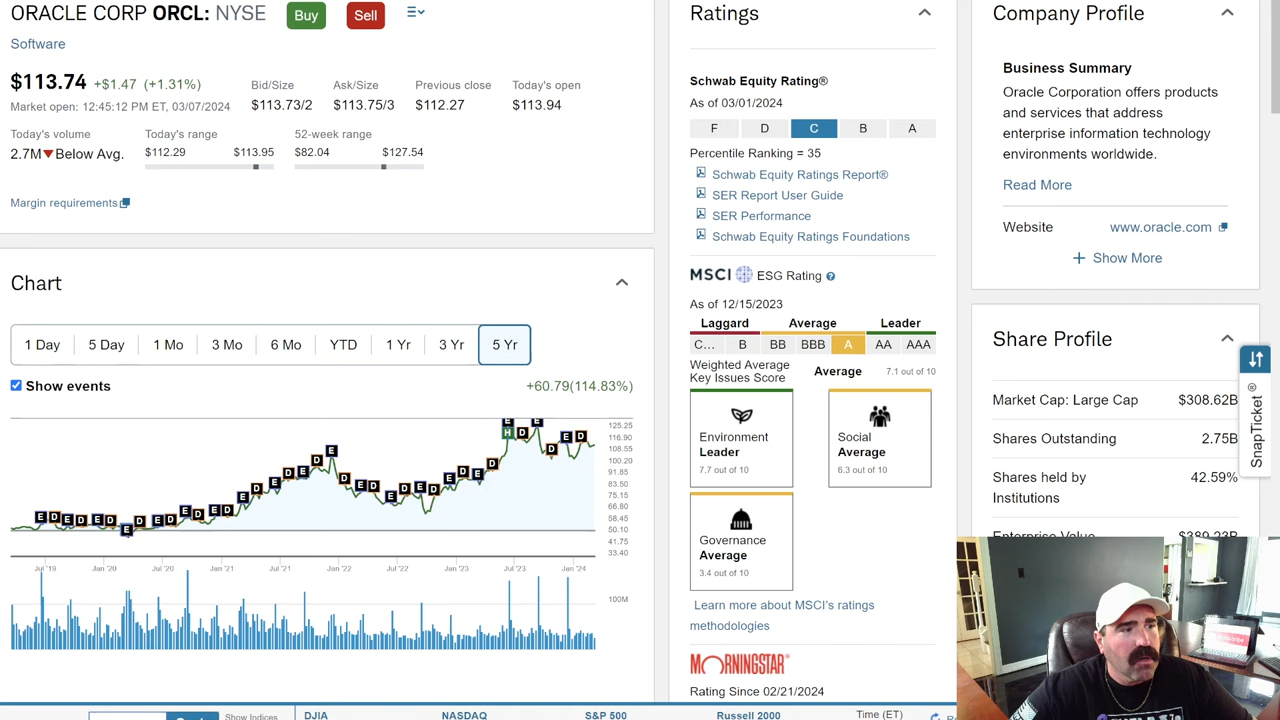 ORACLE CORP ORCL: NYSE
Buy
Sell
Software
$113.74 +$1.47 (+1.31%)
Market open: 12:45:12 PM ET, 03/07/2024
Bid/Size
$113.73/2
Ask/Size
$113.75/3
Previous close
$112.27
Today's open
$113.94
Today's volume
2.7M Below Avg.
Today's range
$112.29 $113.95
52-week range
$82.04 $127.54
Margin requirements
Chart
1 Day
5 Day
1 Mo
3 Mo
6 Mo
YTD
1 Yr
3 Yr
5 Yr
Show events
+60.79(114.83%)
125.25
116.90
108.55
100.20
91.85
83.50
75.15
66.80
58.45
50.10
41.75
33.40
Jul '19 Jan '20 Jul '20 Jan '21 Jul '21 Jan '22 Jul '22 Jan '23 Jul '23 Jan '24
100M
Ratings
Schwab Equity Rating®
As of 03/01/2024
F D C B A
Percentile Ranking = 35
Schwab Equity Ratings Report®
SER Report User Guide
SER Performance
Schwab Equity Ratings Foundations
MSCI ESG Rating
As of 12/15/2023
Laggard Average Leader
C... B BB BBB A AA AAA
Weighted Average
Key Issues Score
Average
7.1 out of 10
Environment
Leader
7.7 out of 10
Social
Average
6.3 out of 10
Governance
Average
3.4 out of 10
Learn more about MSCI's ratings
methodologies
MORNINGSTAR®
Rating Since 02/21/2024
Company Profile
Business Summary
Oracle Corporation offers products
and services that address
enterprise information technology
environments worldwide.
Read More
Website www.oracle.com
+ Show More
Share Profile
Market Cap: Large Cap $308.62B
Shares Outstanding 2.75B
Shares held by
Institutions
42.59%
Enterprise Value $389.23B
SnapTicket®
Show Indices
DJIA
NASDAQ
S&P 500
Russell 2000
Time (ET)